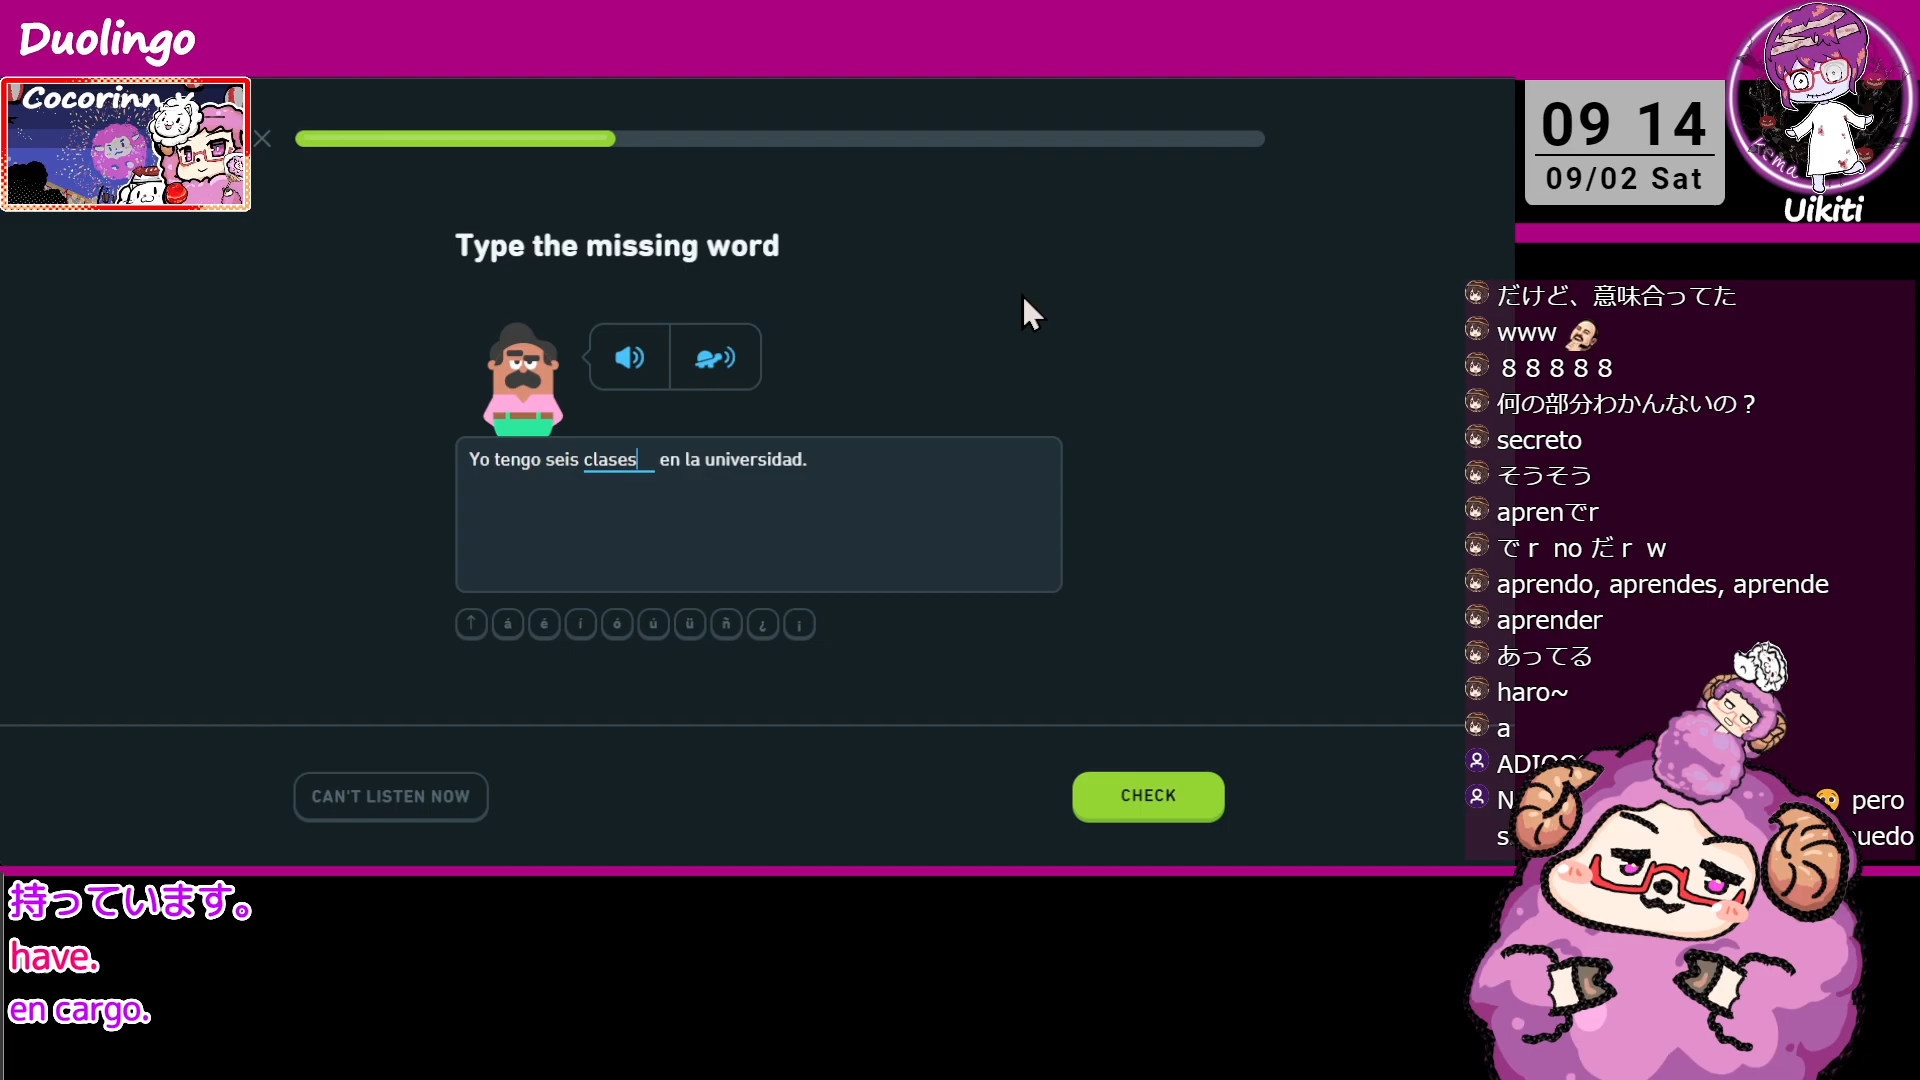 Duolingo
Cocorinn
09 14
09/02 Sat
kema
Uikiti
Type the missing word
Yo tengo seis clases en la universidad.
↑ á é í ó ú ü ñ ¿ ¡
CAN'T LISTEN NOW
CHECK
だけど、意味合ってた
www
８８８８８
何の部分わかんないの？
secreto
そうそう
aprenでr
でｒ no だｒ w
aprendo, aprendes, aprende
aprender
あってる
haro~
a
pero
持っています。
have.
en cargo.